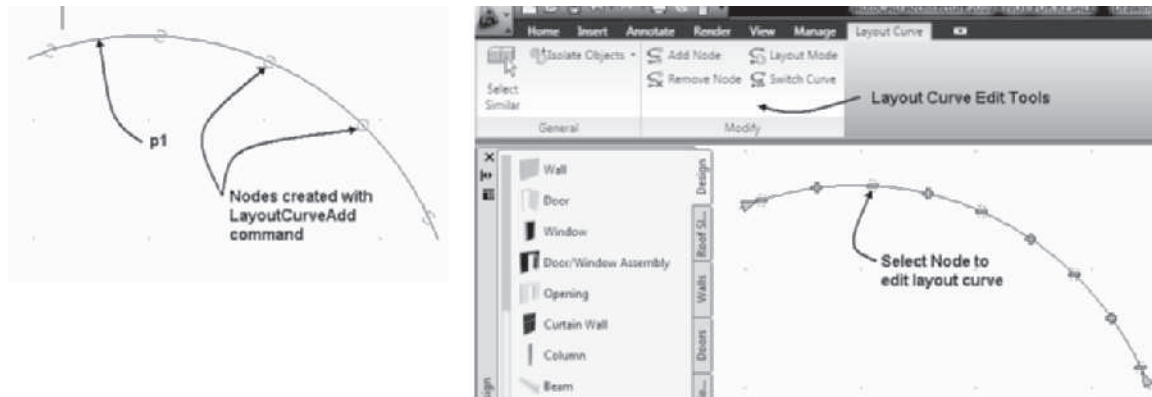 p1
Nodes created with
LayoutCurveAdd
command
Home Insert Annotate Render View Manage Layout Curve
Isolate Objects
Add Node
Layout Mode
Remove Node
Switch Curve
Select
Similar
General
Modify
Layout Curve Edit Tools
Wall
Door
Window
Door/Window Assembly
Opening
Curtain Wall
Column
Beam
Design
Roof Sl...
Walls
Doors
Select Node to
edit layout curve